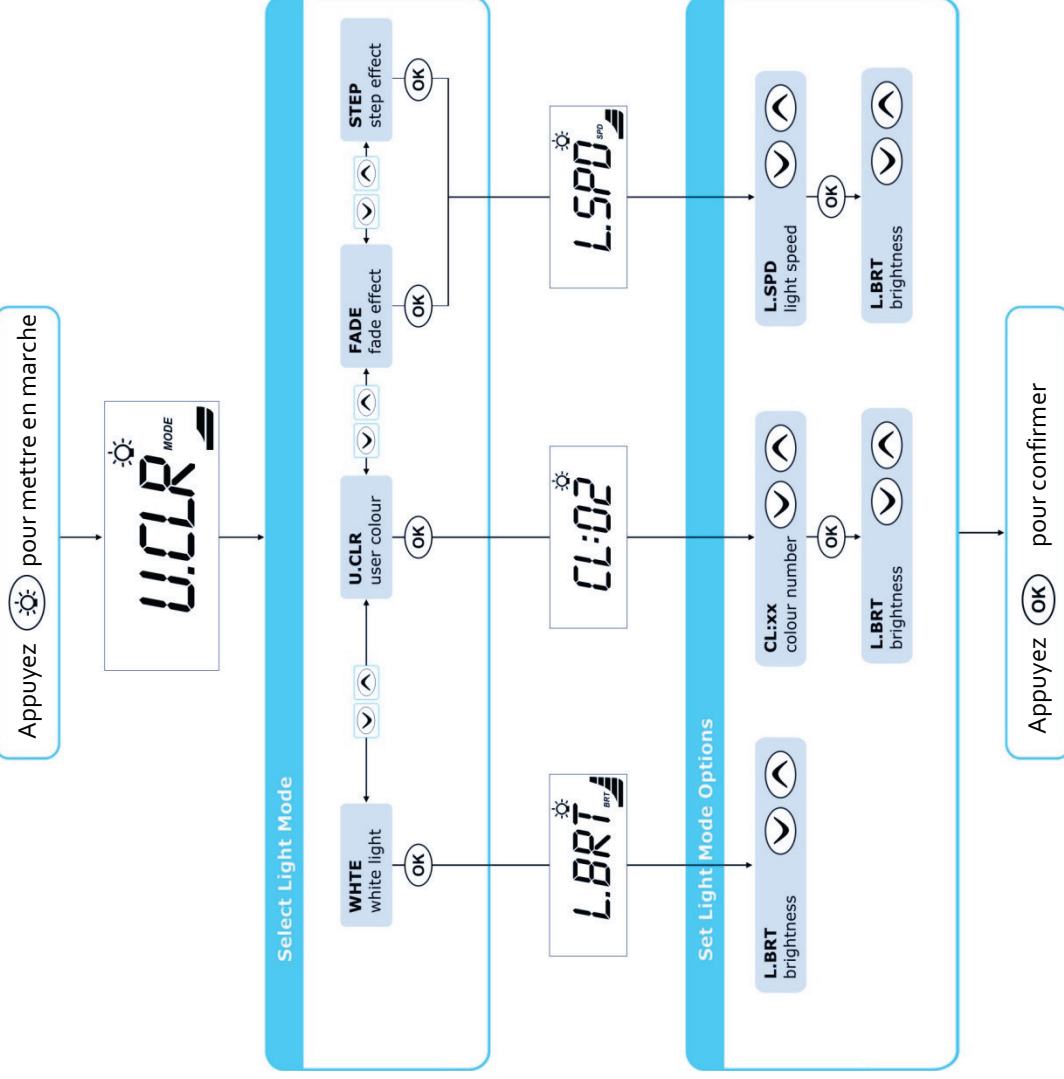 Appuyez pour mettre en marche
U.CLR
MODE
Select Light Mode
WHTE
white light
U.CLR
user colour
FADE
fade effect
STEP
step effect
OK
OK
OK
OK
L.BRT
BRT
CL:02
L.SPD
SPD
Set Light Mode Options
L.BRT
brightness
CL:xx
colour number
OK
L.BRT
brightness
L.SPD
light speed
OK
L.BRT
brightness
Appuyez OK pour confirmer